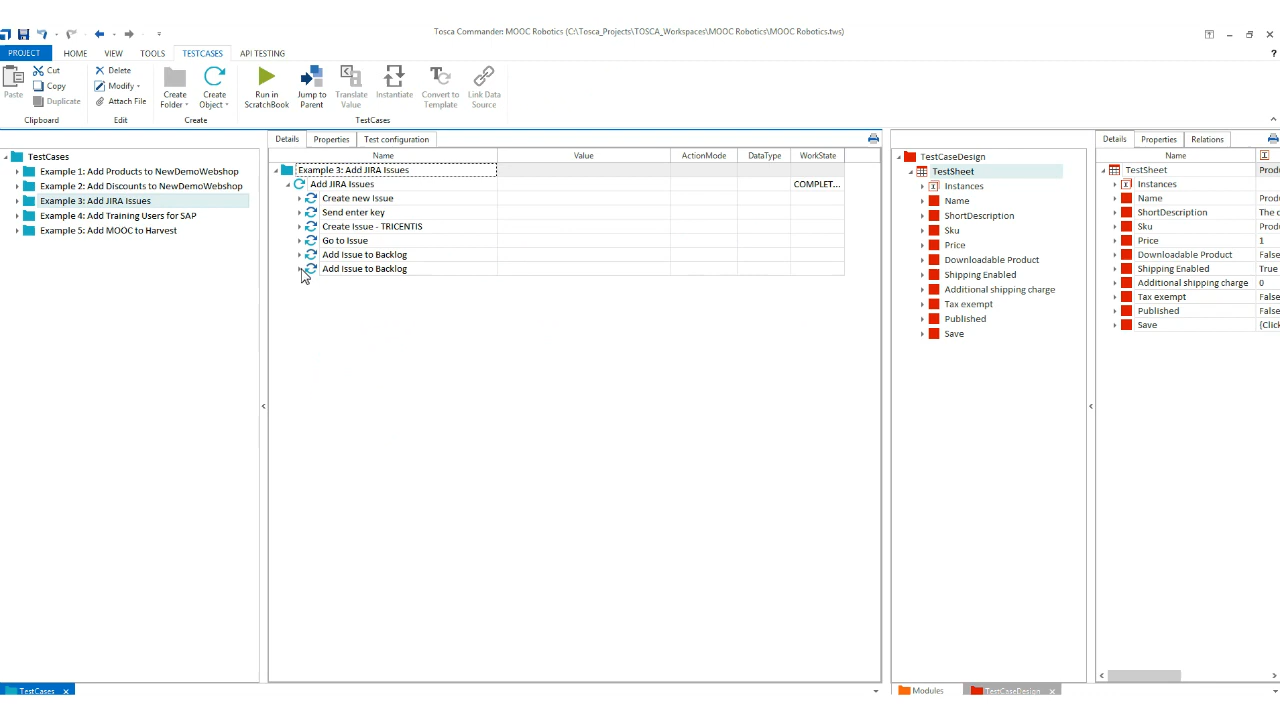 Tosca Commander: MOOC Robotics (C:\Tosca_Projects\TOSCA_Workspaces\MOOC Robotics\MOOC Robotics.tws)
PROJECT HOME VIEW TOOLS TESTCASES API TESTING ?
Paste Cut Copy Duplicate
Delete Modify Attach File
Create Folder Create Object
Run in ScratchBook Jump to Parent Translate Value Instantiate Convert to Template Link Data Source
Clipboard Edit Create TestCases
TestCases
Example 1: Add Products to NewDemoWebshop
Example 2: Add Discounts to NewDemoWebshop
Example 3: Add JIRA Issues
Example 4: Add Training Users for SAP
Example 5: Add MOOC to Harvest
Details Properties Test configuration
Name Value ActionMode DataType WorkState
Example 3: Add JIRA Issues
Add JIRA Issues COMPLET...
Create new Issue
Send enter key
Create Issue - TRICENTIS
Go to Issue
Add Issue to Backlog
Add Issue to Backlog
TestCaseDesign
TestSheet
Instances
Name
ShortDescription
Sku
Price
Downloadable Product
Shipping Enabled
Additional shipping charge
Tax exempt
Published
Save
Details Properties Relations
Name
TestSheet Produ
Instances
Name Produ
ShortDescription The c
Sku Produ
Price 1
Downloadable Product False
Shipping Enabled True
Additional shipping charge 0
Tax exempt False
Published False
Save {Click
TestCases x
Modules TestCaseDesign x